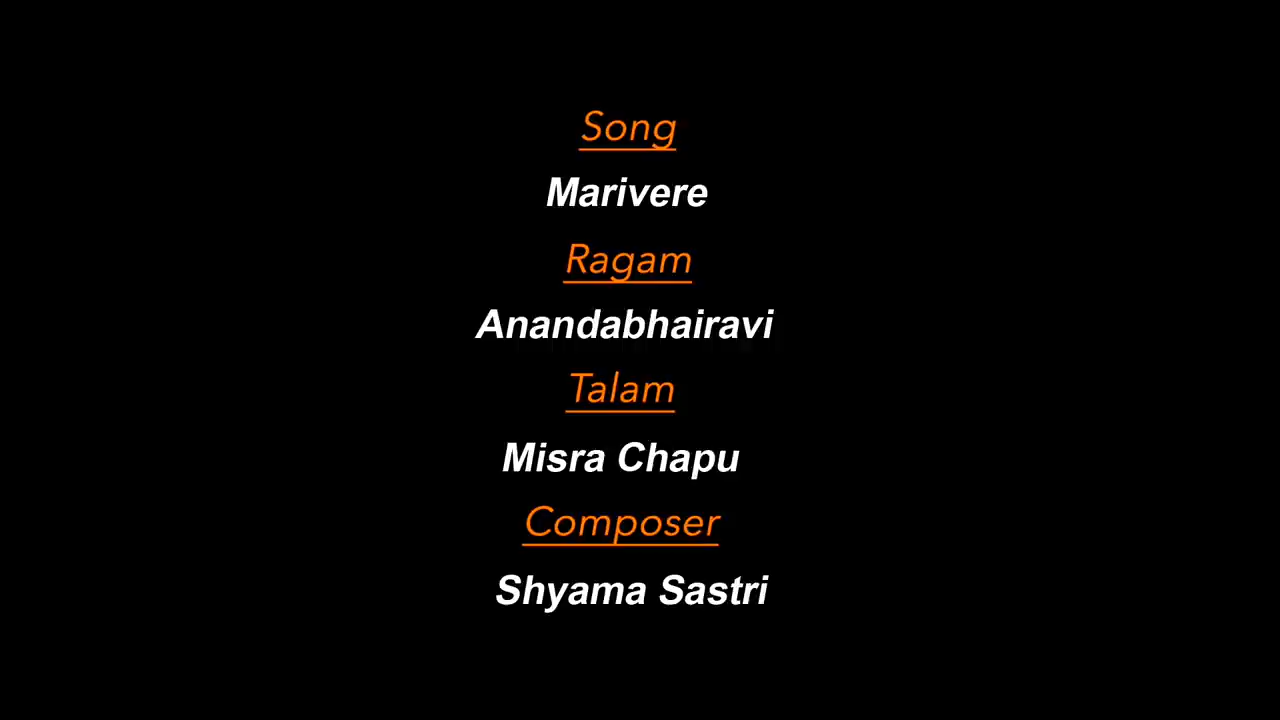 Song
Marivere
Ragam
Anandabhairavi
Talam
Misra Chapu
Composer
Shyama Sastri